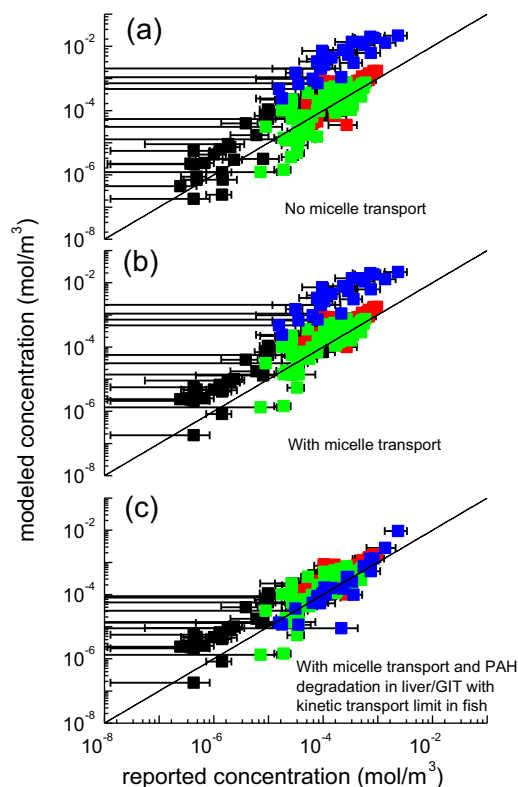 (a)
10^-2
10^-4
10^-6
10^-8
No micelle transport
(b)
10^-2
10^-4
10^-6
10^-8
With micelle transport
modeled concentration (mol/m^3)
(c)
10^-2
10^-4
10^-6
10^-8
With micelle transport and PAH
degradation in liver/GIT with
kinetic transport limit in fish
10^-8
10^-6
10^-4
10^-2
reported concentration (mol/m^3)